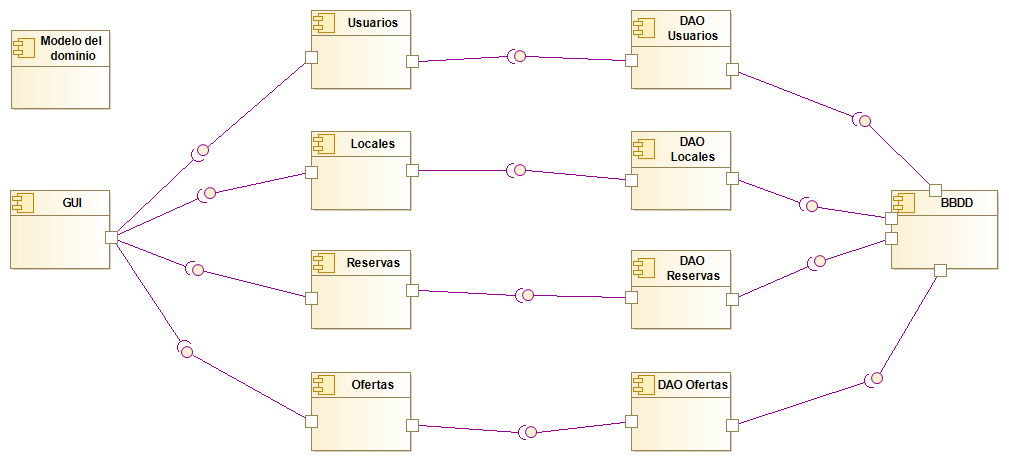 Modelo del
dominio
GUI
Usuarios
Locales
Reservas
Ofertas
DAO
Usuarios
DAO
Locales
DAO
Reservas
DAO Ofertas
BBDD